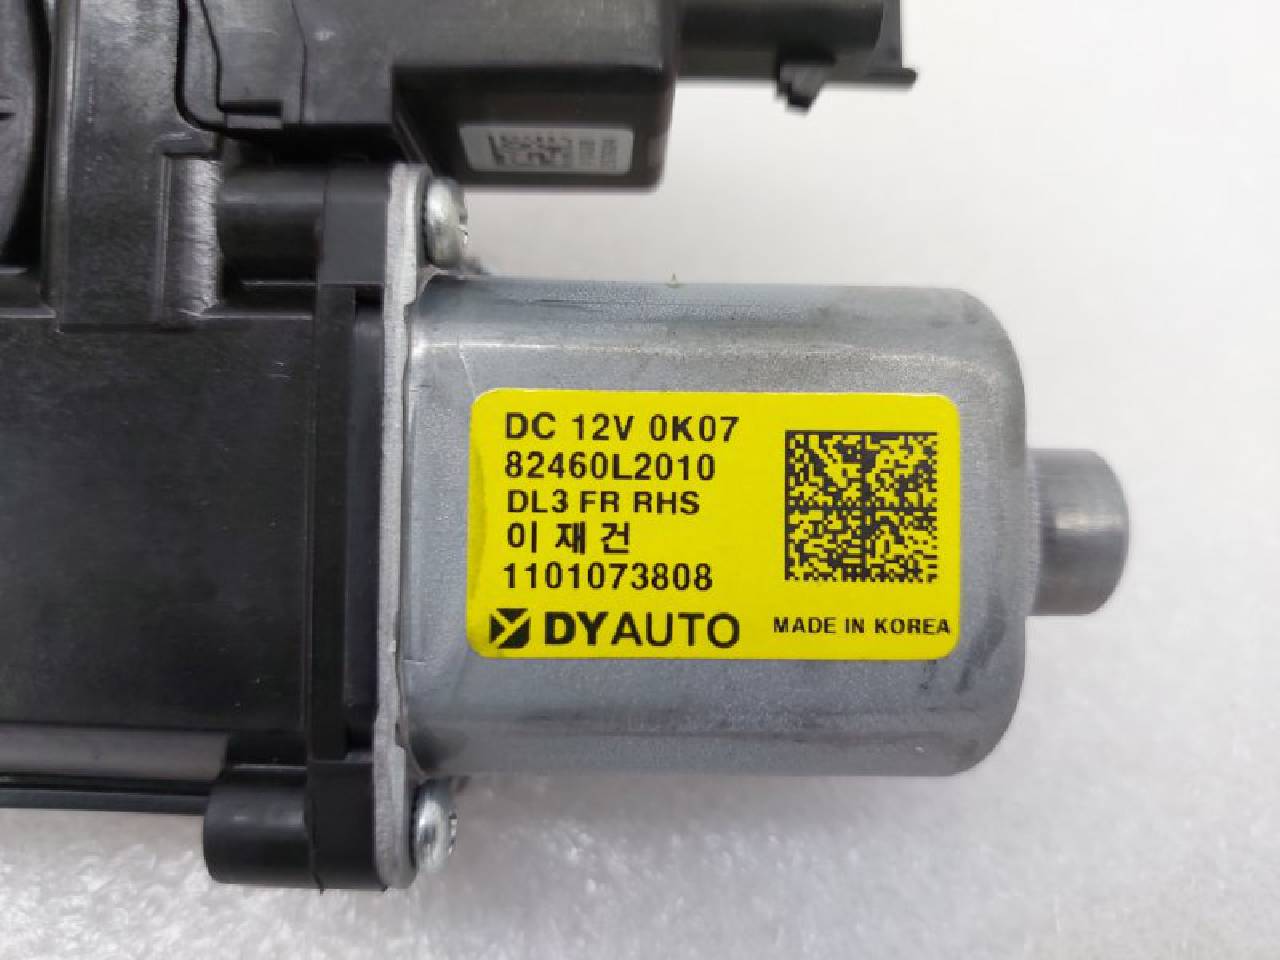 DC 12V 0K07
82460L2010
DL3 FR RHS
이재건
1101073808
DYAUTO
MADE IN KOREA